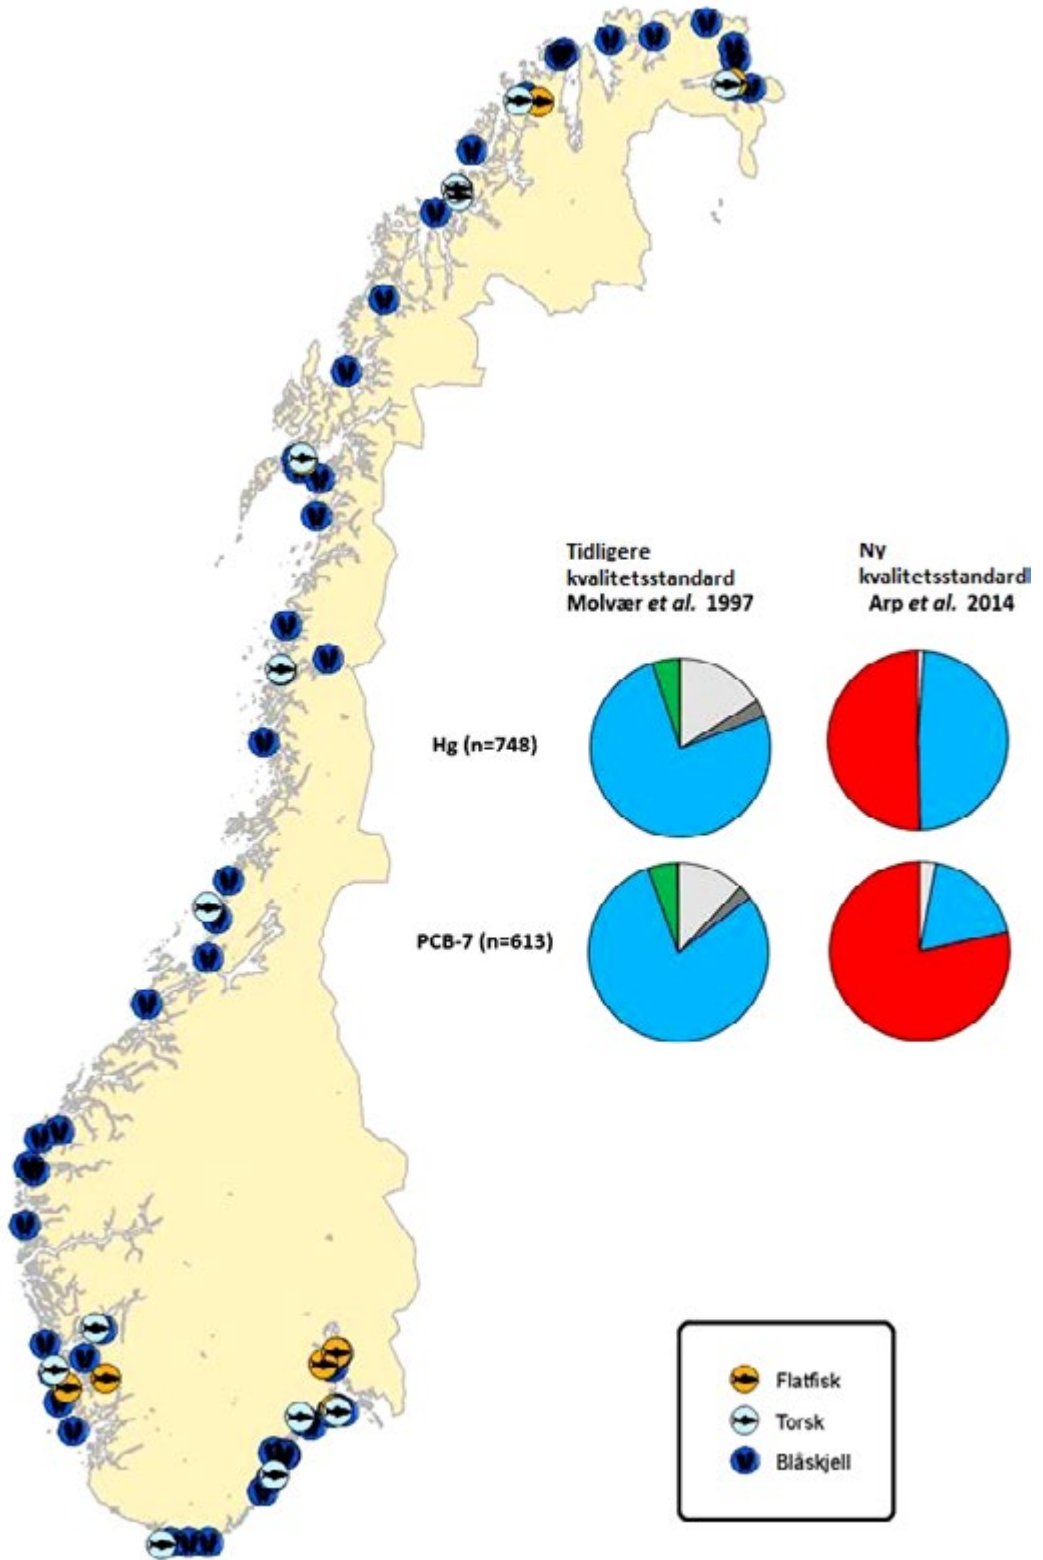 Tidligere
kvalitetsstandard
Molvær et al. 1997
Ny
kvalitetsstandard
Arp et al. 2014
Hg (n=748)
PCB-7 (n=613)
Flatfisk
Torsk
Blåskjell